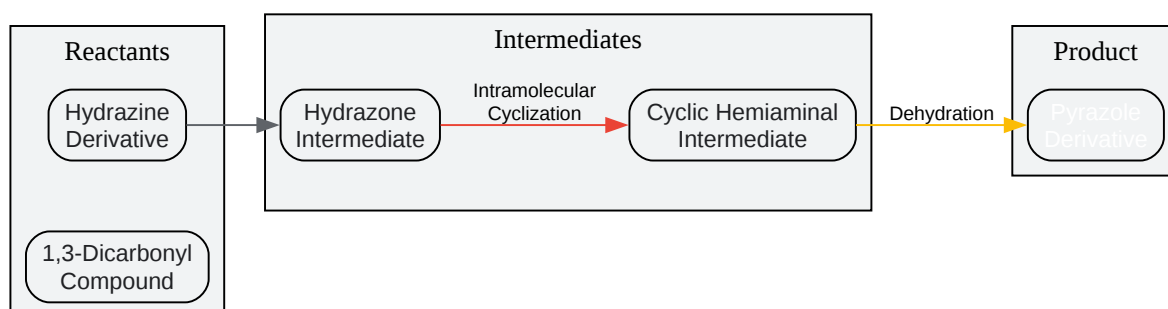 Reactants
Hydrazine
Derivative
1,3-Dicarbonyl
Compound
Intermediates
Hydrazone
Intermediate
Intramolecular
Cyclization
Cyclic Hemiaminal
Intermediate
Dehydration
Product
Pyrazole
Derivative